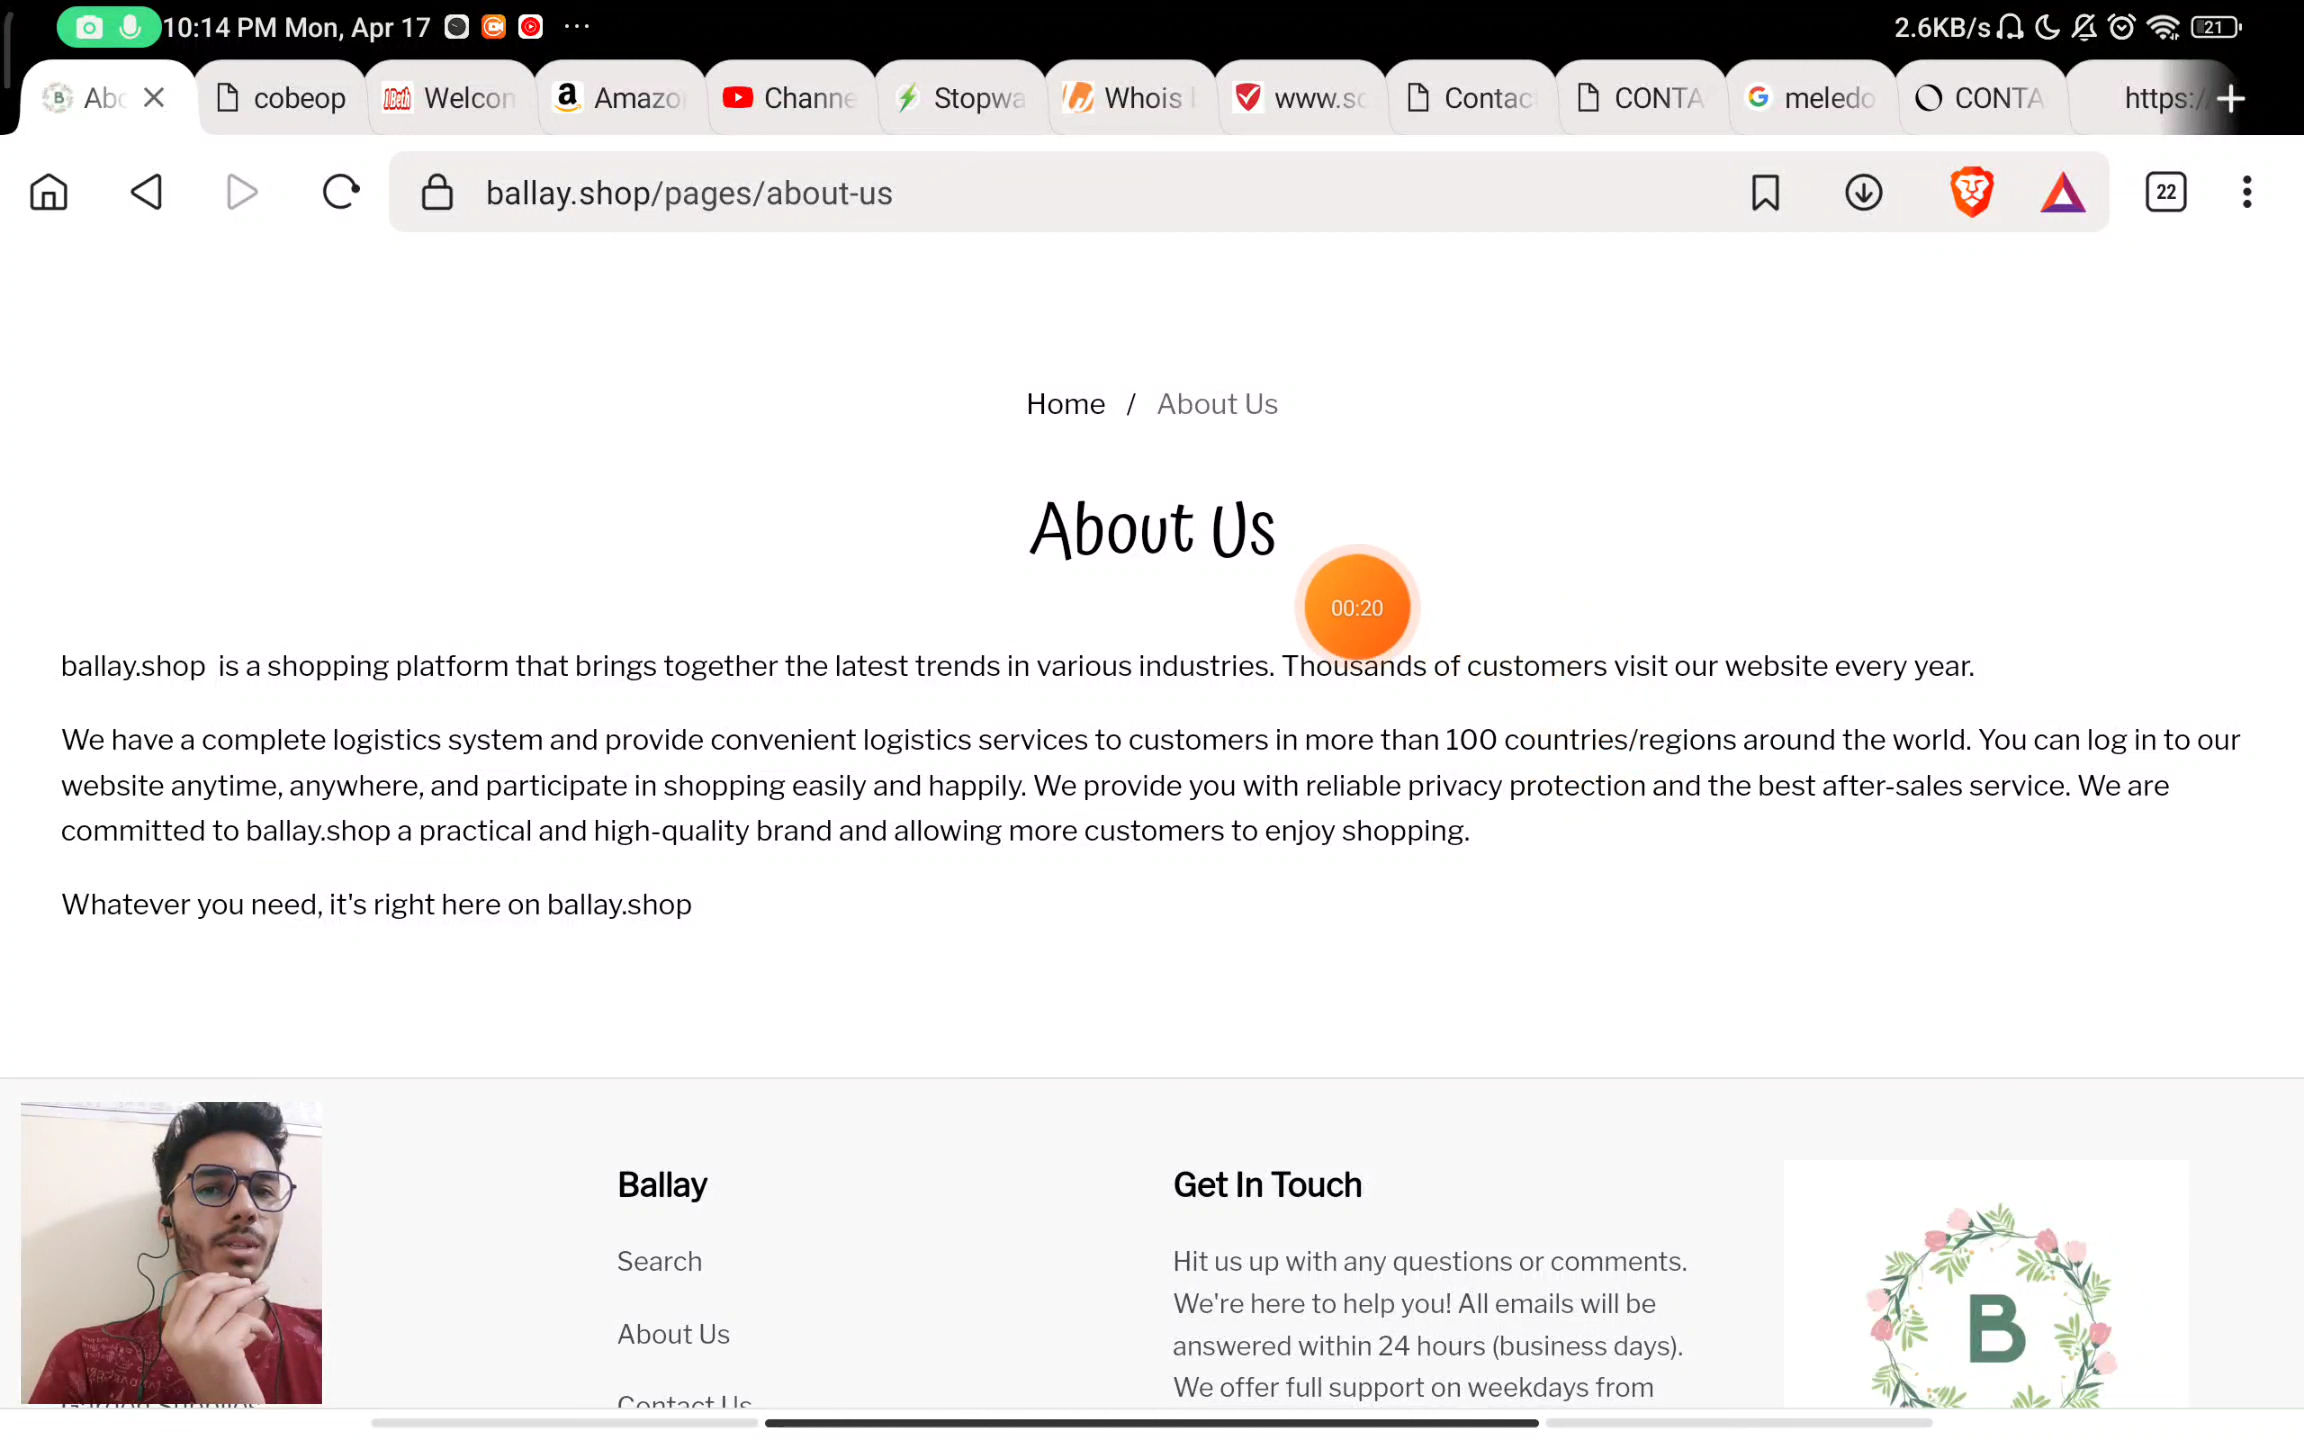 10:14 PM Mon, Apr 17
2.6KB/s
21
Abc
cobeop
Welcon
Amazo
Channe
Stopwa
Whois
www.sc
Contac
CONTA
meledo
CONTA
https:/
ballay.shop/pages/about-us
22
Home / About Us
About Us
00:20
ballay.shop is a shopping platform that brings together the latest trends in various industries. Thousands of customers visit our website every year.
We have a complete logistics system and provide convenient logistics services to customers in more than 100 countries/regions around the world. You can log in to our
website anytime, anywhere, and participate in shopping easily and happily. We provide you with reliable privacy protection and the best after-sales service. We are
committed to ballay.shop a practical and high-quality brand and allowing more customers to enjoy shopping.
Whatever you need, it's right here on ballay.shop
Ballay
Search
About Us
Contact Us
Get In Touch
Hit us up with any questions or comments.
We're here to help you! All emails will be
answered within 24 hours (business days).
We offer full support on weekdays from
B